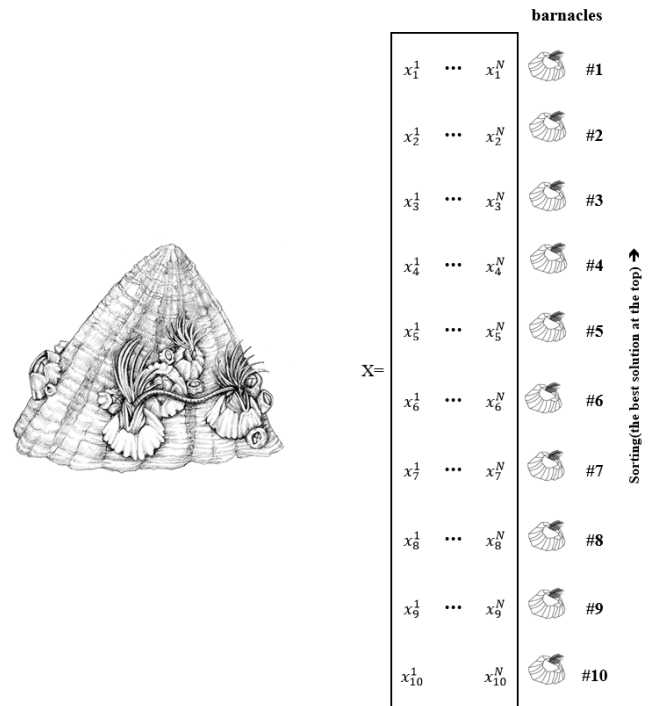 barnacles
x₁¹ ••• x₁ᴺ #1
x₂¹ ••• x₂ᴺ #2
x₃¹ ••• x₃ᴺ #3
x₄¹ ••• x₄ᴺ #4
x₅¹ ••• x₅ᴺ #5
X=
x₆¹ ••• x₆ᴺ #6
x₇¹ ••• x₇ᴺ #7
x₈¹ ••• x₈ᴺ #8
x₉¹ ••• x₉ᴺ #9
x₁₀¹ x₁₀ᴺ #10
Sorting(the best solution at the top) ➔